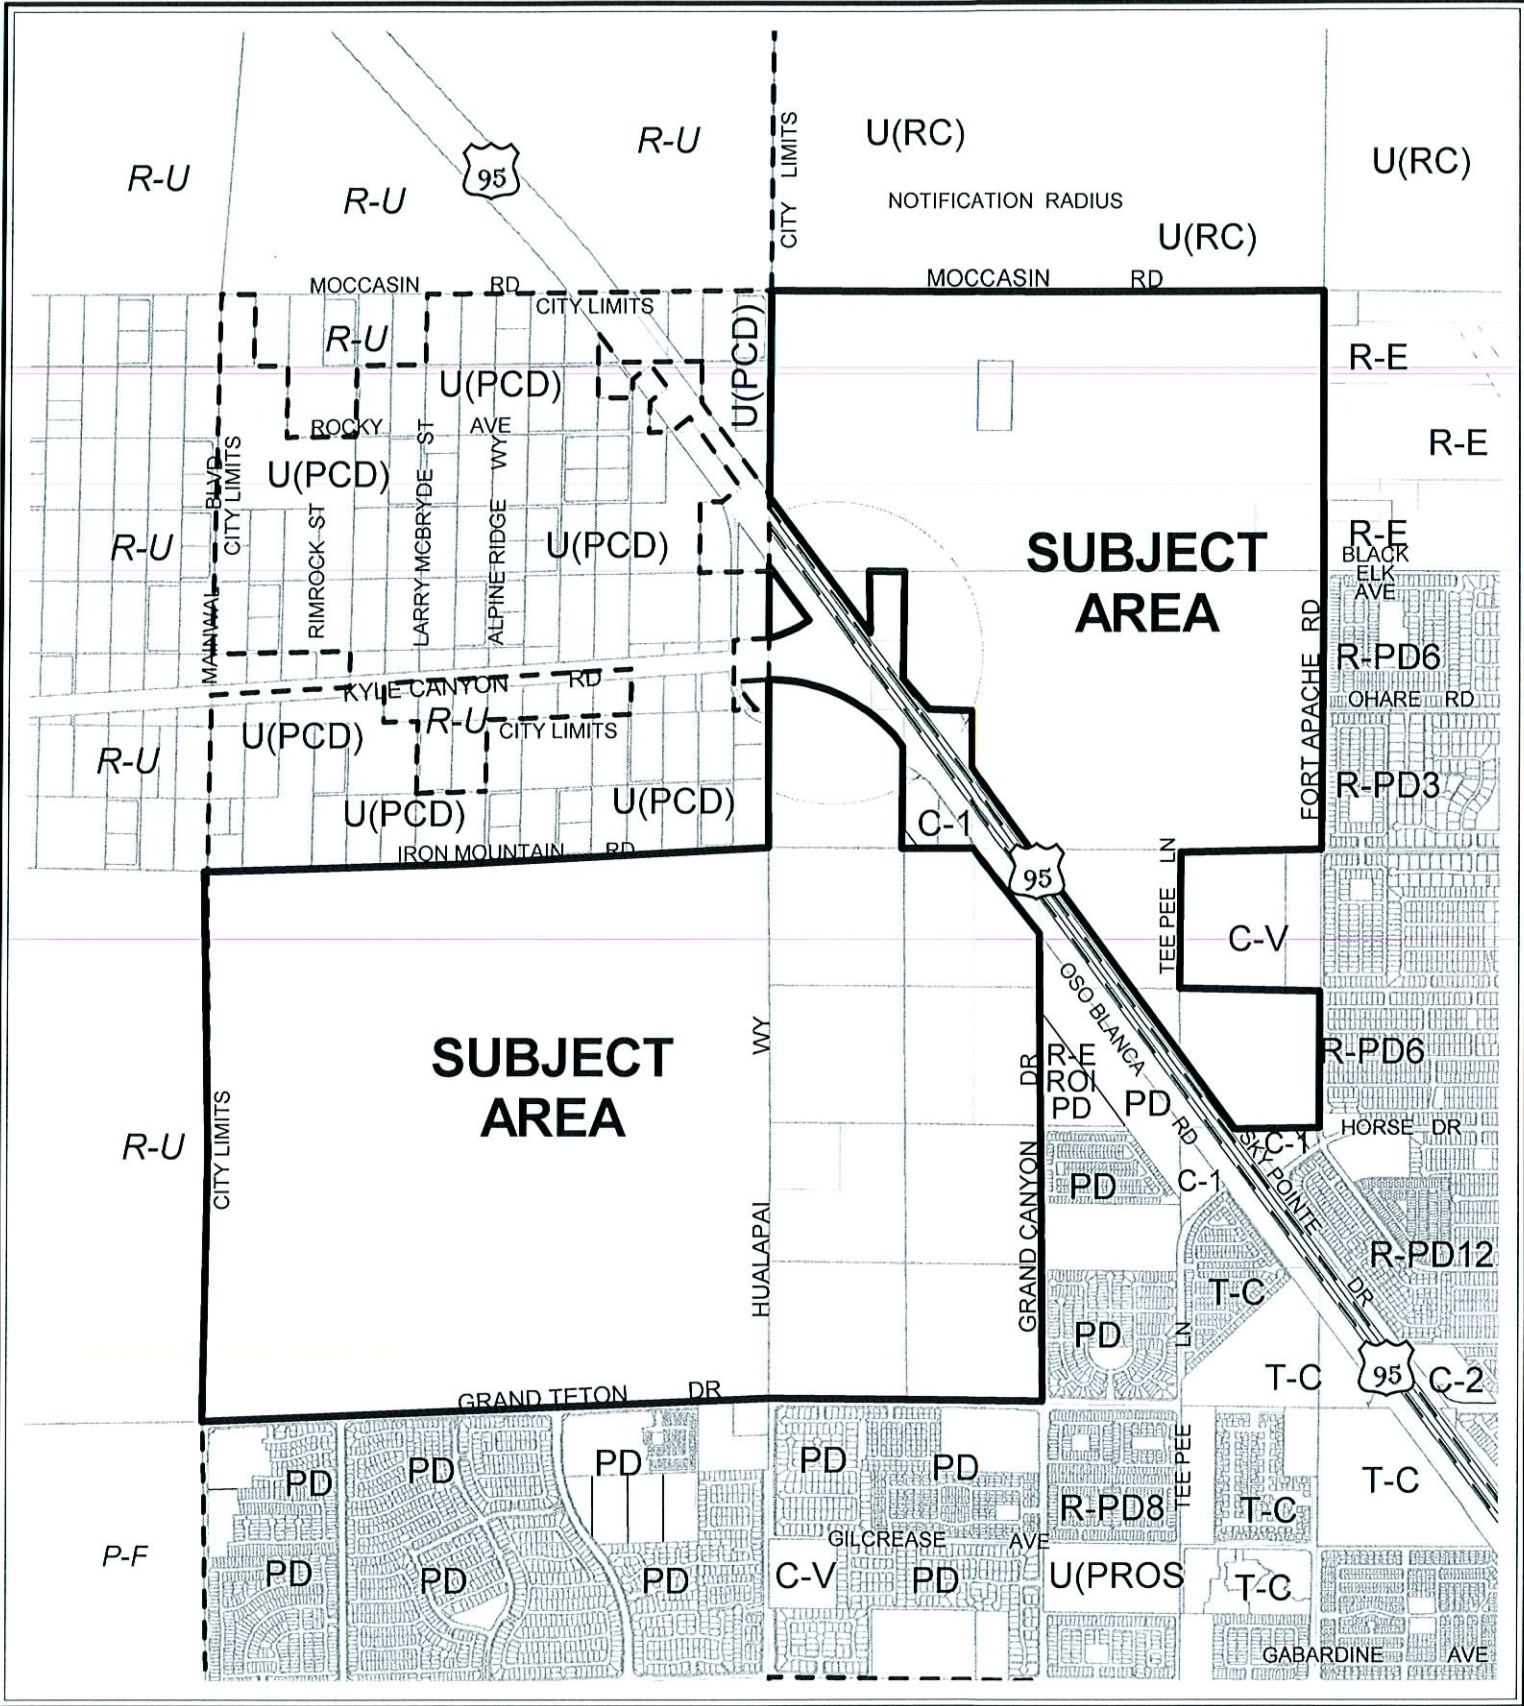 R-U
R-U
R-U
95
CITY LIMITS
U(RC)
U(RC)
NOTIFICATION RADIUS
U(RC)
MOCCASIN RD
CITY LIMITS
MOCCASIN RD
R-U
U(PCD)
U(PCD)
R-E
R-E
R-E
ROCKY AVE
U(PCD)
BLVD
CITY LIMITS
RIMROCK ST
LARRY MCBRYDE ST
ALPINE RIDGE WY
R-U
U(PCD)
SUBJECT
AREA
BLACK
ELK
AVE
FORT APACHE RD
R-PD6
OHARE RD
KYLE CANYON RD
R-U
CITY LIMITS
U(PCD)
R-U
U(PCD)
U(PCD)
R-PD3
C-1
IRON MOUNTAIN RD
95
TEE PEE LN
C-V
OSO BLANCA RD
SUBJECT
AREA
HUALAPAI WY
GRAND CANYON DR
R-E
ROI
PD
PD
R-PD6
HORSE DR
C-1
SKY POINTE DR
R-U
CITY LIMITS
PD
C-1
R-PD12
T-C
PD
TEE PEE LN
T-C
95
C-2
GRAND TETON DR
PD
PD
PD
PD
PD
R-PD8
T-C
T-C
GILCREASE AVE
P-F
PD
PD
PD
C-V
PD
U(PROS
T-C
GABARDINE AVE